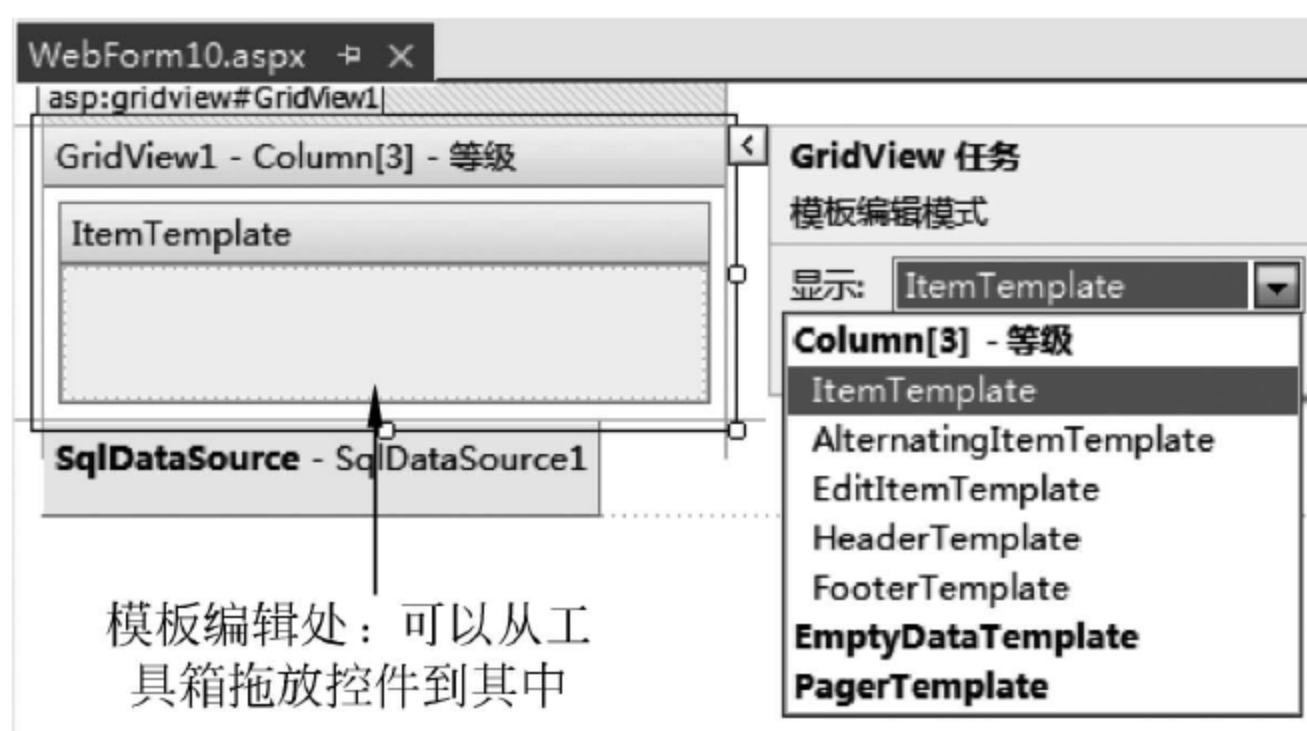 WebForm10.aspx
asp:gridview#GridView1
GridView1 - Column[3] - 等级
ItemTemplate
SqlDataSource - SqlDataSource1
模板编辑处：可以从工
具箱拖放控件到其中
GridView 任务
模板编辑模式
显示: ItemTemplate
Column[3] - 等级
ItemTemplate
AlternatingItemTemplate
EditItemTemplate
HeaderTemplate
FooterTemplate
EmptyDataTemplate
PagerTemplate